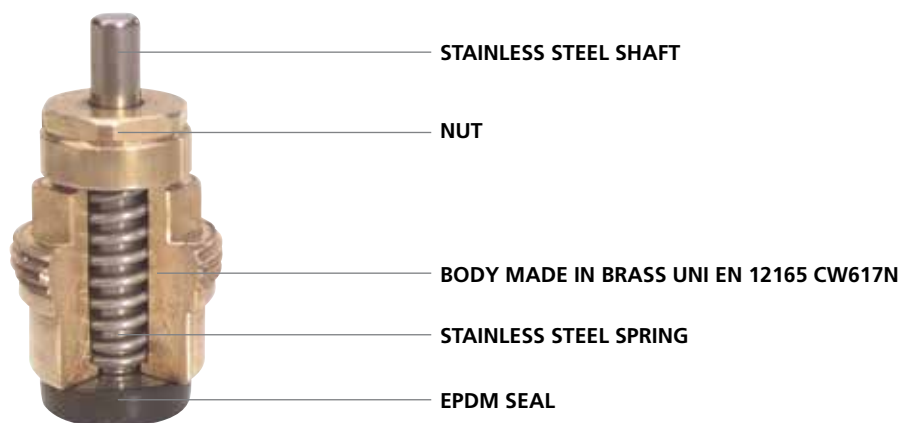 STAINLESS STEEL SHAFT
NUT
BODY MADE IN BRASS UNI EN 12165 CW617N
STAINLESS STEEL SPRING
EPDM SEAL